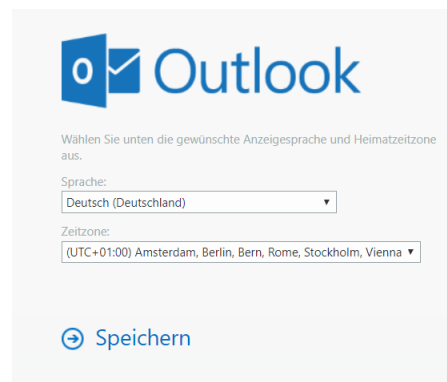 Outlook
Wählen Sie unten die gewünschte Anzeigesprache und Heimatzeitzone
aus.
Sprache:
Deutsch (Deutschland)
Zeitzone:
(UTC+01:00) Amsterdam, Berlin, Bern, Rome, Stockholm, Vienna
Speichern